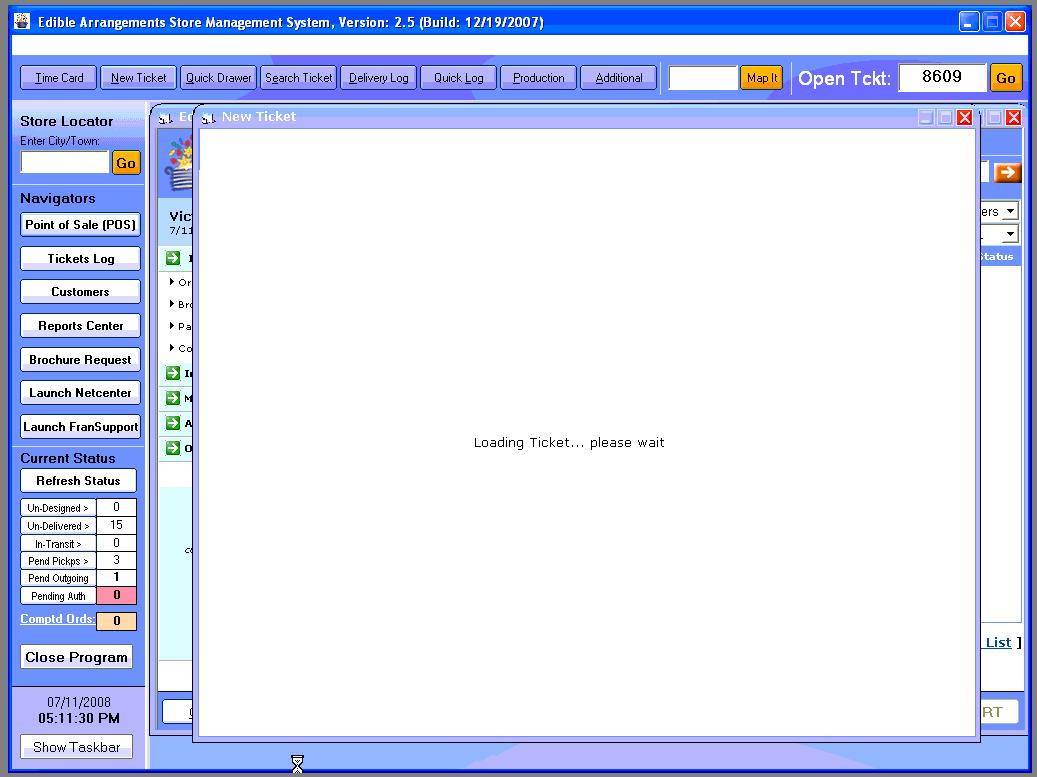 Edible Arrangements Store Management System, Version: 2.5 (Build: 12/19/2007)
Time Card New Ticket Quick Drawer Search Ticket Delivery Log Quick Log Production Additional Map It Open Tckt: 8609 Go
Store Locator
Enter City/Town:
Go
Navigators
Point of Sale (POS)
Tickets Log
Customers
Reports Center
Brochure Request
Launch Netcenter
Launch FranSupport
Current Status
Refresh Status
Un-Designed > 0
Un-Delivered > 15
In-Transit > 0
Pend Pickps > 3
Pend Outgoing 1
Pending Auth 0
Comptd Ords: 0
Close Program
07/11/2008
05:11:30 PM
Show Taskbar
New Ticket
Loading Ticket... please wait
Vic
7/11
Or
Bro
Pa
Co
In
M
A
O
co
ers
Status
List ]
RT